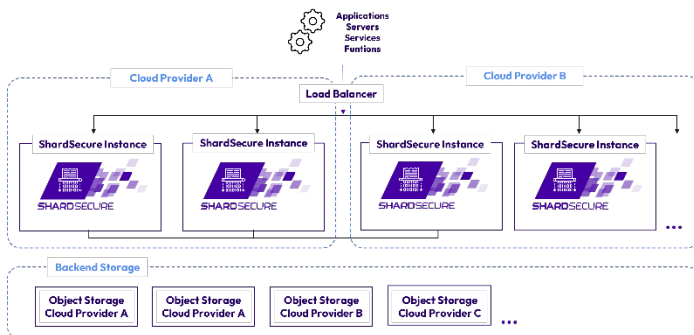 Applications
Servers
Services
Funtions
Cloud Provider A
Cloud Provider B
Load Balancer
ShardSecure Instance
ShardSecure Instance
ShardSecure Instance
ShardSecure Instance
SHARDSECURE
SHARDSECURE
SHARDSECURE
SHARDSECURE
...
Backend Storage
Object Storage
Cloud Provider A
Object Storage
Cloud Provider A
Object Storage
Cloud Provider B
Object Storage
Cloud Provider C
...